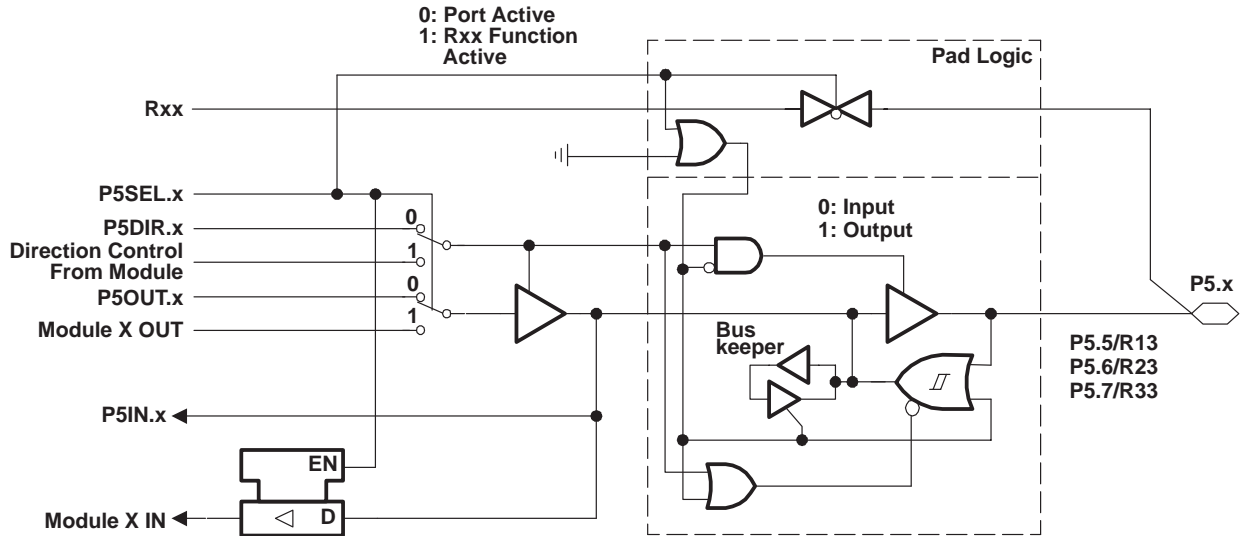 0: Port Active
1: Rxx Function
Active
Pad Logic
Rxx
P5SEL.x
P5DIR.x
0
Direction Control
From Module
1
P5OUT.x
0
Module X OUT
1
0: Input
1: Output
P5.x
Bus
keeper
P5.5/R13
P5.6/R23
P5.7/R33
P5IN.x
EN
D
Module X IN